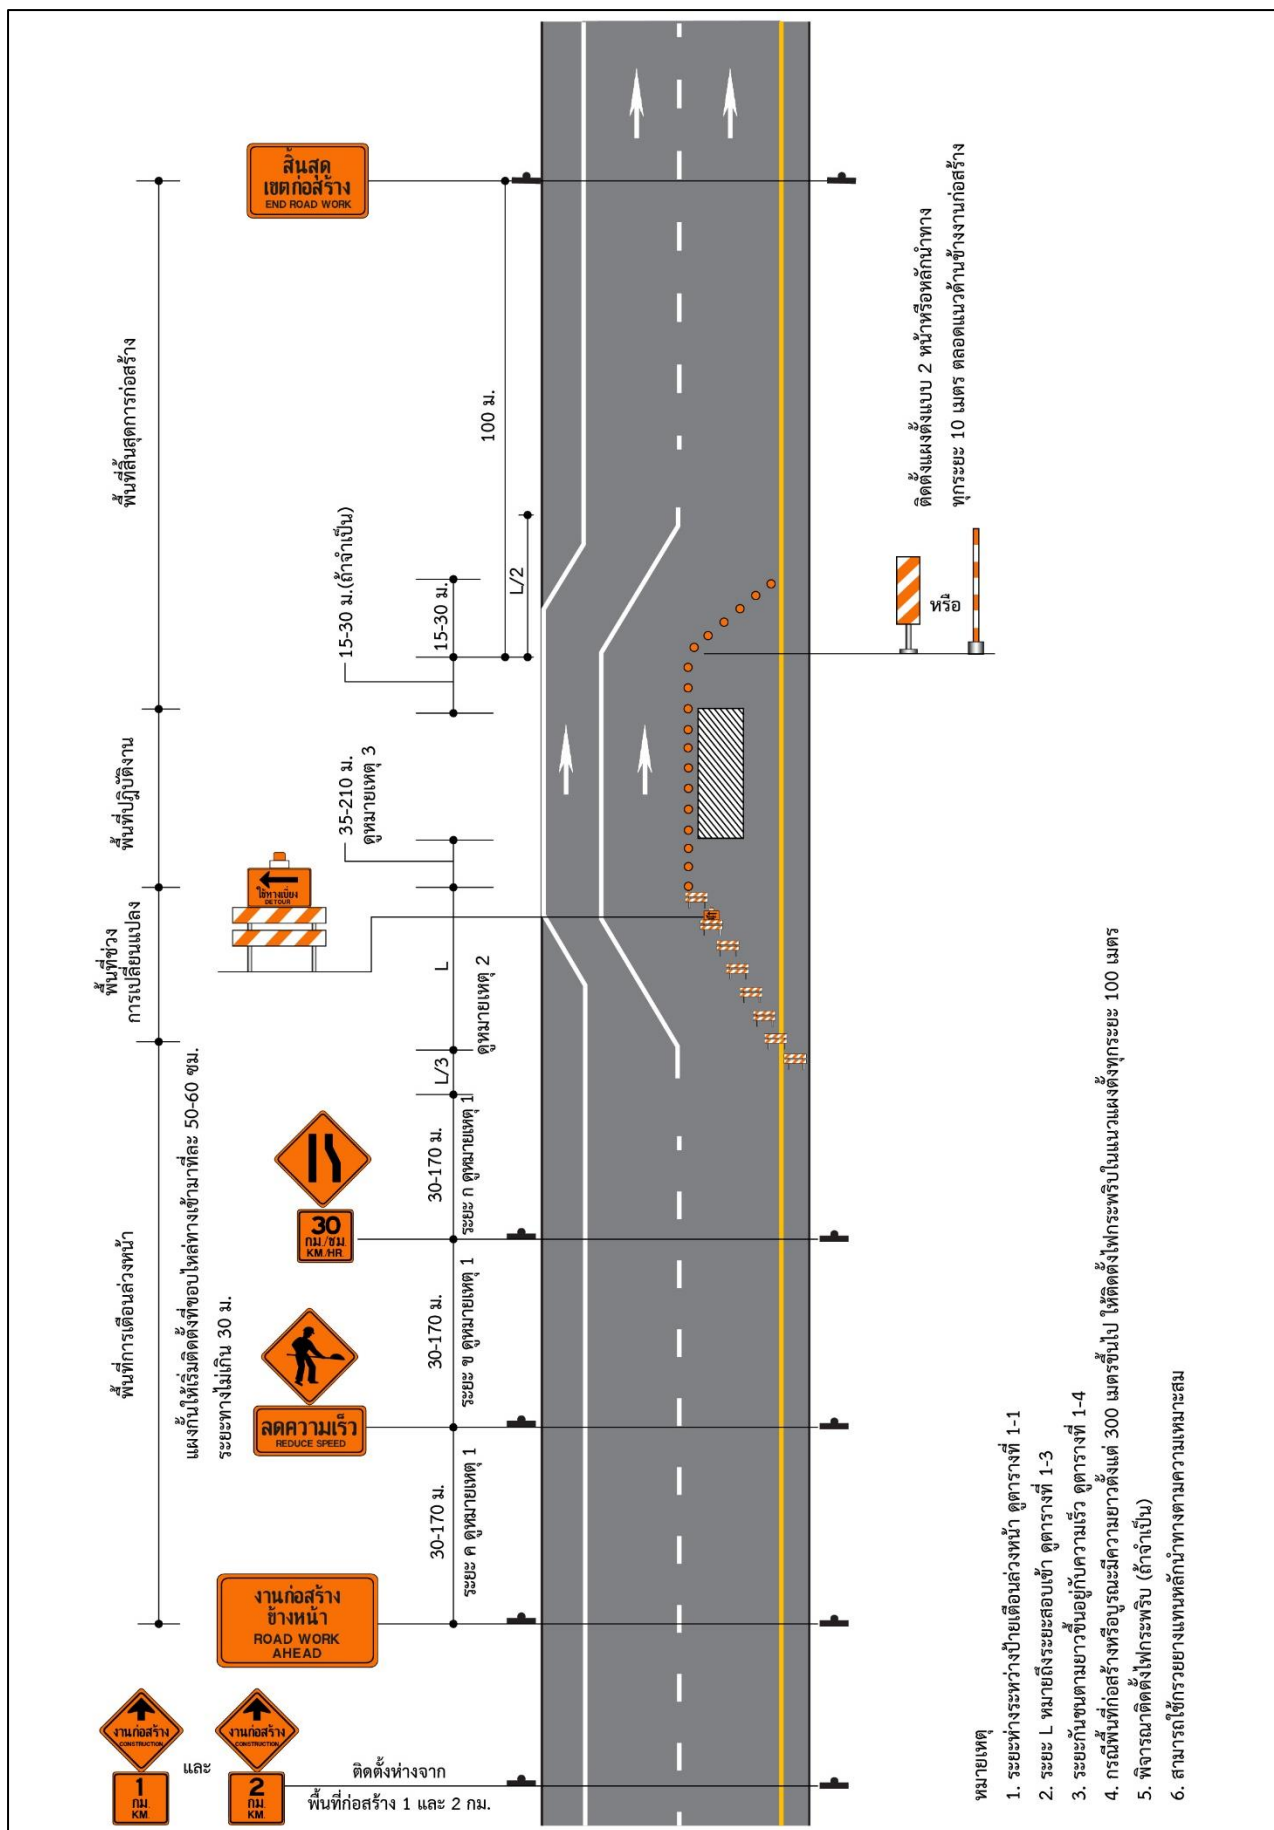 สิ้นสุด
เขตก่อสร้าง
END ROAD WORK
พื้นที่สิ้นสุดการก่อสร้าง
100 ม.
15-30 ม.(ถ้าจำเป็น)
15-30 ม.
L/2
ติดตั้งแผงตั้งแบบ 2 หน้าหรือหลักนำทาง
ทุกระยะ 10 เมตร ตลอดแนวด้านข้างงานก่อสร้าง
หรือ
พื้นที่ปฏิบัติงาน
35-210 ม.
ดูหมายเหตุ 3
ใช้ทางเบี่ยง
DETOUR
พื้นที่ช่วง
การเปลี่ยนแปลง
L
ดูหมายเหตุ 2
L/3
พื้นที่การเตือนล่วงหน้า
แผงกั้นให้เริ่มติดตั้งที่ขอบไหล่ทางเข้ามาทีละ 50-60 ซม.
ระยะทางไม่เกิน 30 ม.
30
กม./ชม.
KM./HR
30-170 ม.
ระยะ ก ดูหมายเหตุ 1
ลดความเร็ว
REDUCE SPEED
30-170 ม.
ระยะ ข ดูหมายเหตุ 1
30-170 ม.
ระยะ ค ดูหมายเหตุ 1
งานก่อสร้าง
ข้างหน้า
ROAD WORK
AHEAD
งานก่อสร้าง
CONSTRUCTION
1
กม.
KM.
และ
งานก่อสร้าง
CONSTRUCTION
2
กม.
KM.
ติดตั้งห่างจาก
พื้นที่ก่อสร้าง 1 และ 2 กม.
หมายเหตุ
1. ระยะห่างระหว่างป้ายเตือนล่วงหน้า ดูตารางที่ 1-1
2. ระยะ L หมายถึงระยะสอบเข้า ดูตารางที่ 1-3
3. ระยะกันชนตามยาวขึ้นอยู่กับความเร็ว ดูตารางที่ 1-4
4. กรณีพื้นที่ก่อสร้างหรือบูรณะมีความยาวตั้งแต่ 300 เมตรขึ้นไป ให้ติดตั้งไฟกระพริบในแนวแผงตั้งทุกระยะ 100 เมตร
5. พิจารณาติดตั้งไฟกระพริบ (ถ้าจำเป็น)
6. สามารถใช้กรวยยางแทนหลักนำทางตามความเหมาะสม